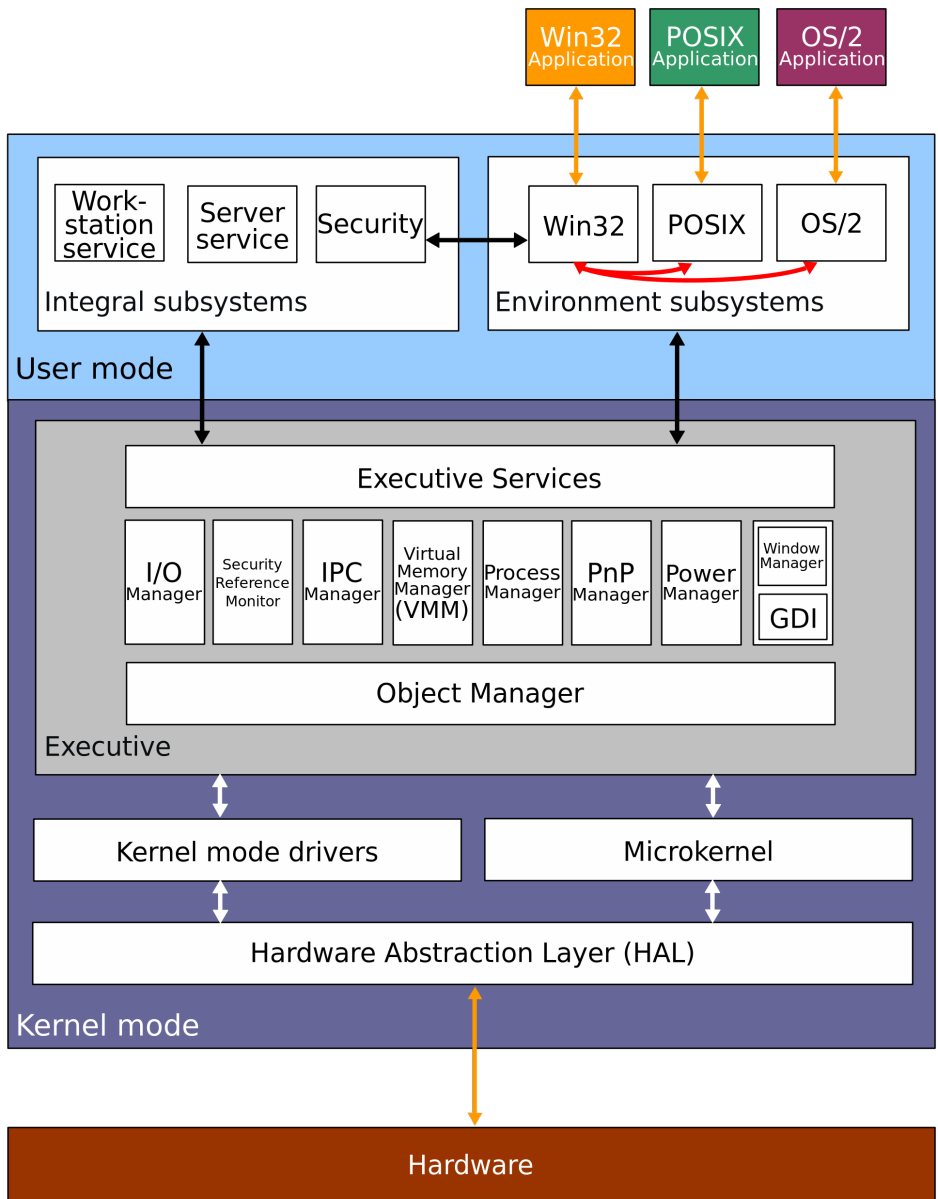 Win32
Application
POSIX
Application
OS/2
Application
Work-
station
service
Server
service
Security
Integral subsystems
Win32
POSIX
OS/2
Environment subsystems
User mode
Executive Services
I/O
Manager
Security
Reference
Monitor
IPC
Manager
Virtual
Memory
Manager
(VMM)
Process
Manager
PnP
Manager
Power
Manager
Window
Manager
GDI
Object Manager
Executive
Kernel mode drivers
Microkernel
Hardware Abstraction Layer (HAL)
Kernel mode
Hardware